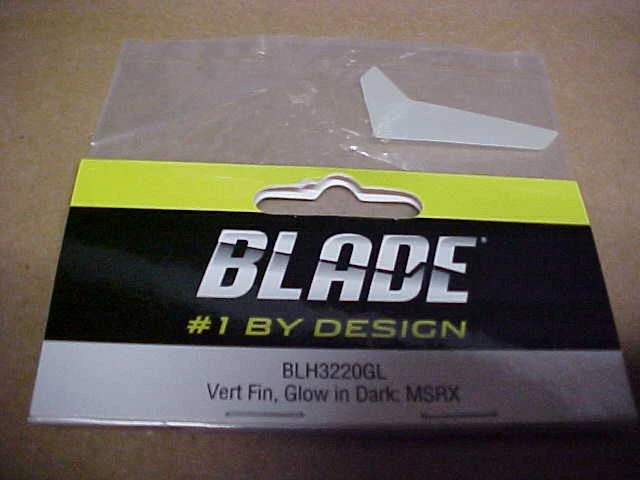 BLADE
#1 BY DESIGN
BLH3220GL
Vert Fin, Glow in Dark: MSRX